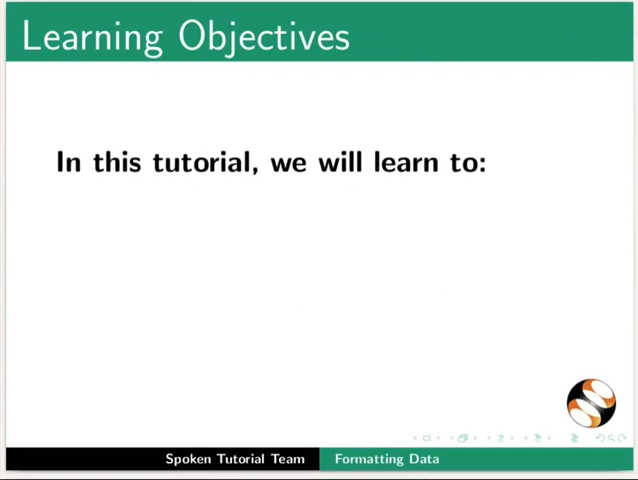 Learning Objectives
In this tutorial, we will learn to:
Spoken Tutorial Team
Formatting Data